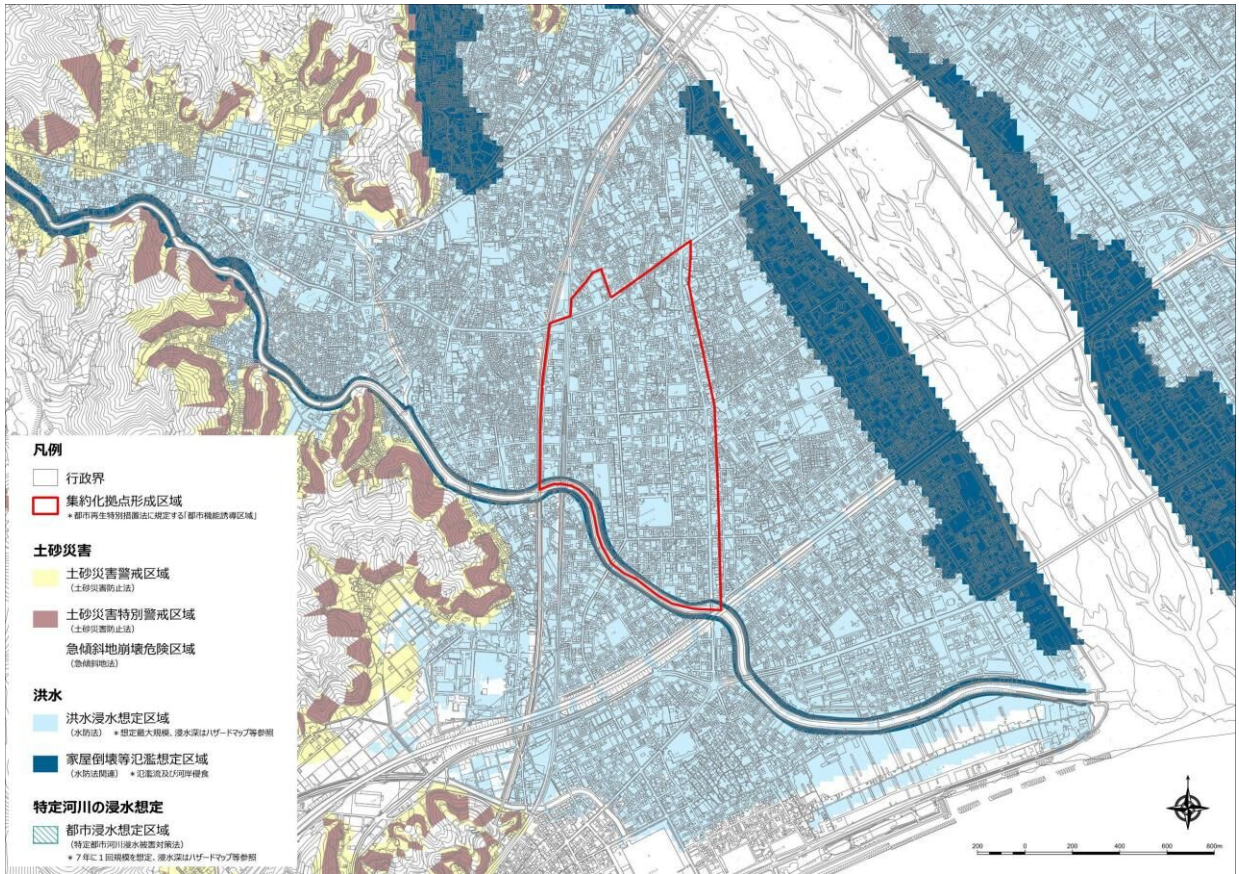 凡例
行政界
集約化拠点形成区域
*都市再生特別措置法に規定する「都市機能誘導区域」
土砂災害
土砂災害警戒区域
(土砂災害防止法)
土砂災害特別警戒区域
(土砂災害防止法)
急傾斜地崩壊危険区域
(急傾斜地法)
洪水
洪水浸水想定区域
(水防法) *想定最大規模、浸水深はハザードマップ等参照
家屋倒壊等氾濫想定区域
(水防法関連) *氾濫流及び河岸侵食
特定河川の浸水想定
都市浸水想定区域
(特定都市河川浸水被害対策法)
*7年に1回規模を想定、浸水深はハザードマップ等参照
200 0 200 400 600 800m